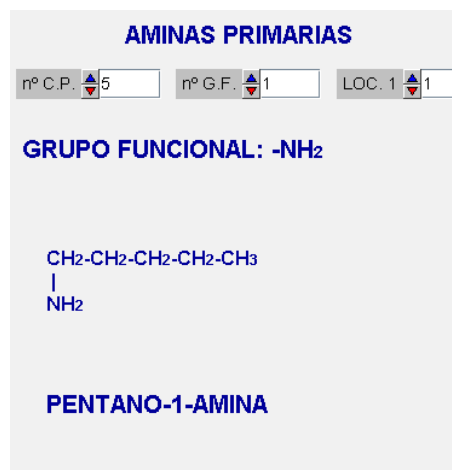 AMINAS PRIMARIAS
nº C.P. 5 nº G.F. 1 LOC. 1 1
GRUPO FUNCIONAL: -NH2
CH2-CH2-CH2-CH2-CH3
|
NH2
PENTANO-1-AMINA